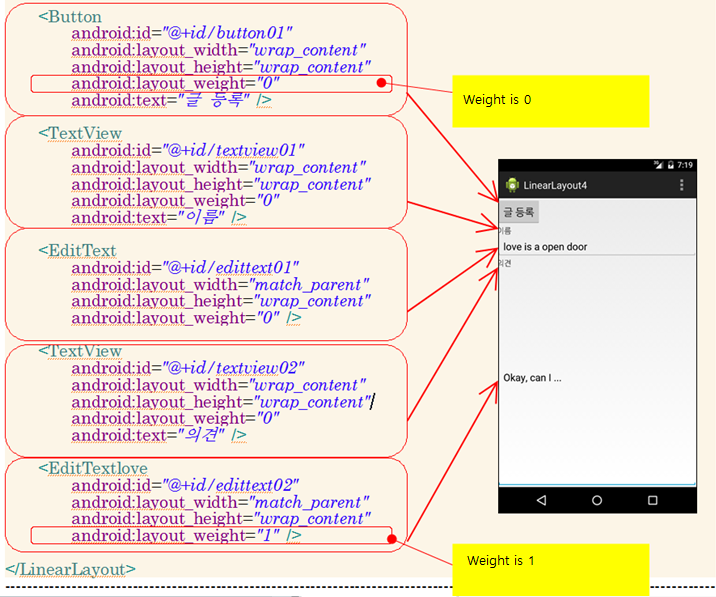 <Button
android:id="@+id/button01"
android:layout_width="wrap_content"
android:layout_height="wrap_content"
android:layout_weight="0"
android:text="글 등록" />
<TextView
android:id="@+id/textview01"
android:layout_width="wrap_content"
android:layout_height="wrap_content"
android:layout_weight="0"
android:text="이름" />
<EditText
android:id="@+id/edittext01"
android:layout_width="match_parent"
android:layout_height="wrap_content"
android:layout_weight="0" />
<TextView
android:id="@+id/textview02"
android:layout_width="wrap_content"
android:layout_height="wrap_content"
android:layout_weight="0"
android:text="의견" />
<EditTextlove
android:id="@+id/edittext02"
android:layout_width="match_parent"
android:layout_height="wrap_content"
android:layout_weight="1" />
</LinearLayout>
Weight is 0
7:19
LinearLayout4
글 등록
이름
love is a open door
의견
Okay, can I ...
Weight is 1